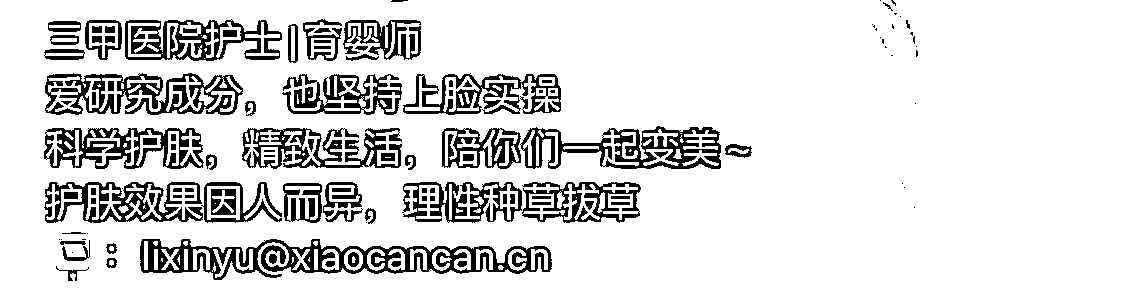 三甲医院护士|育婴师
爱研究成分，也坚持上脸实操
科学护肤，精致生活，陪你们一起变美~
护肤效果因人而异，理性种草拔草
：lixinyu@xiaocancan.cn